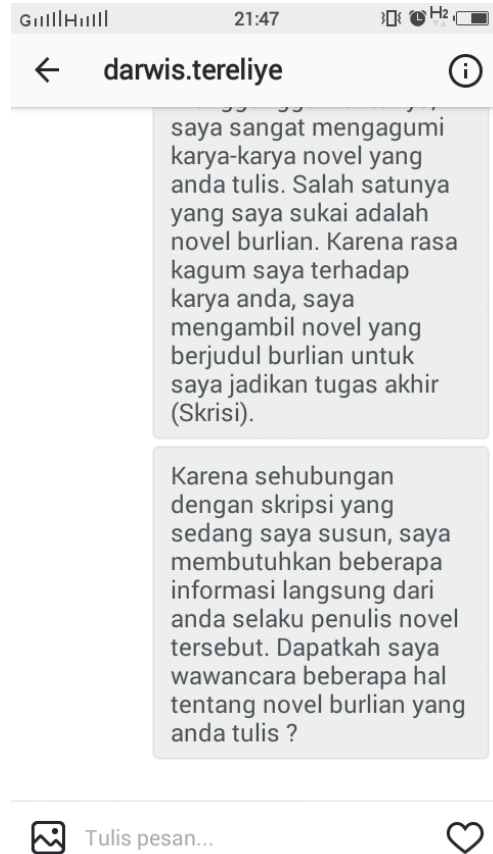 21:47
H2
darwis.tereliye
saya sangat mengagumi
karya-karya novel yang
anda tulis. Salah satunya
yang saya sukai adalah
novel burlian. Karena rasa
kagum saya terhadap
karya anda, saya
mengambil novel yang
berjudul burlian untuk
saya jadikan tugas akhir
(Skrisi).
Karena sehubungan
dengan skripsi yang
sedang saya susun, saya
membutuhkan beberapa
informasi langsung dari
anda selaku penulis novel
tersebut. Dapatkah saya
wawancara beberapa hal
tentang novel burlian yang
anda tulis ?
Tulis pesan...